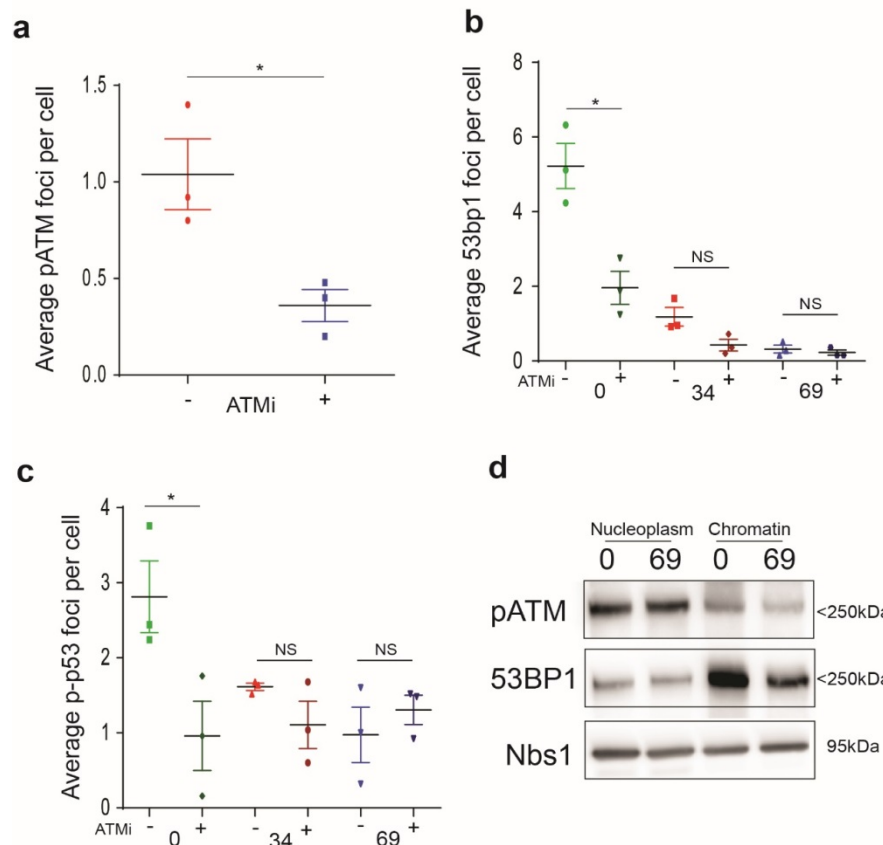 a
*
Average pATM foci per cell
1.5
1.0
0.5
0.0
- ATMi +
b
*
NS
NS
Average 53bp1 foci per cell
8
6
4
2
0
ATMi - + - + - +
0 34 69
c
*
NS
NS
Average p-p53 foci per cell
4
3
2
1
0
ATMi - + - + - +
0 34 69
d
Nucleoplasm Chromatin
0 69 0 69
pATM <250kDa
53BP1 <250kDa
Nbs1 95kDa